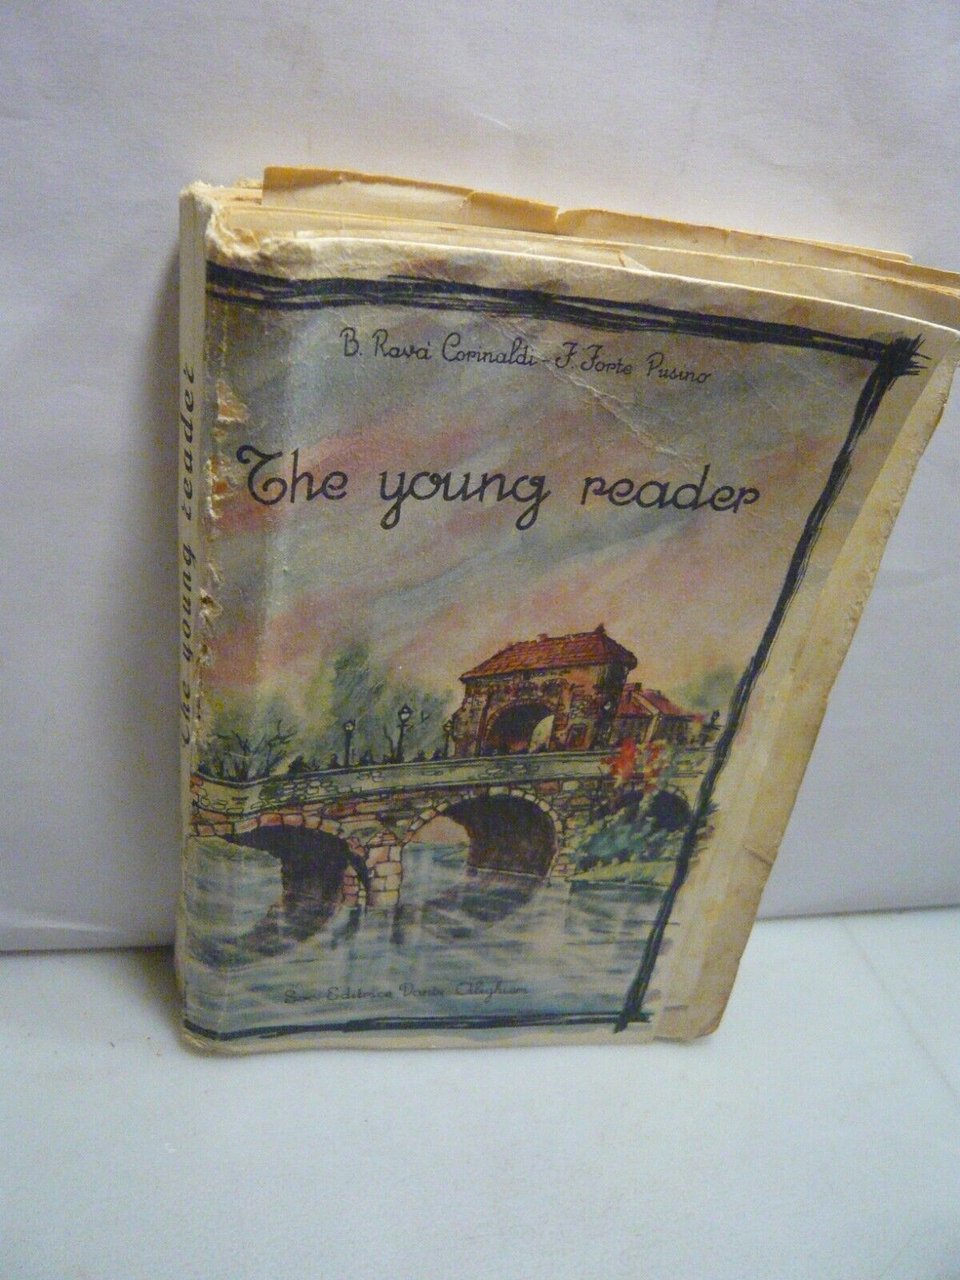 B. Ravà Corinaldi - F. Forte Pusino
The young reader
Soc. Editrice Dante Alighieri
The young reader